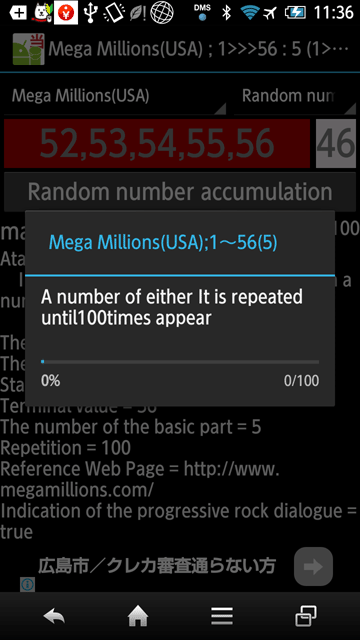 DMS
11:36
Mega Millions(USA) ; 1>>>56 : 5 (1>…
Mega Millions(USA)
Random num
52,53,54,55,56
46
Random number accumulation
100
Mega Millions(USA);1～56(5)
A number of either It is repeated
until100times appear
0%
0/100
The number of the basic part = 5
Repetition = 100
Reference Web Page = http://www.
megamillions.com/
Indication of the progressive rock dialogue =
true
広島市／クレカ審査通らない方